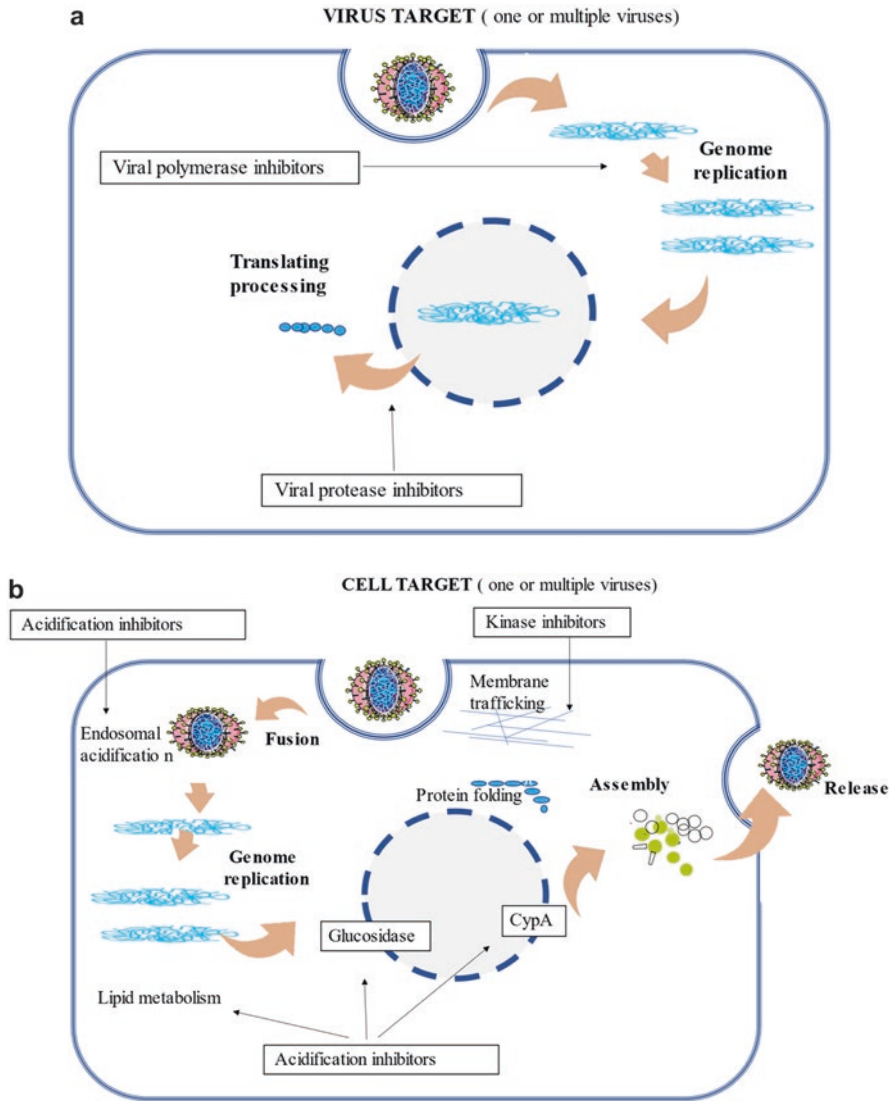 a
VIRUS TARGET ( one or multiple viruses)
Viral polymerase inhibitors
Genome
replication
Translating
processing
Viral protease inhibitors
b
CELL TARGET ( one or multiple viruses)
Acidification inhibitors
Kinase inhibitors
Membrane
trafficking
Endosomal
acidificatio n
Fusion
Protein folding
Assembly
Release
Genome
replication
Glucosidase
CypA
Lipid metabolism
Acidification inhibitors